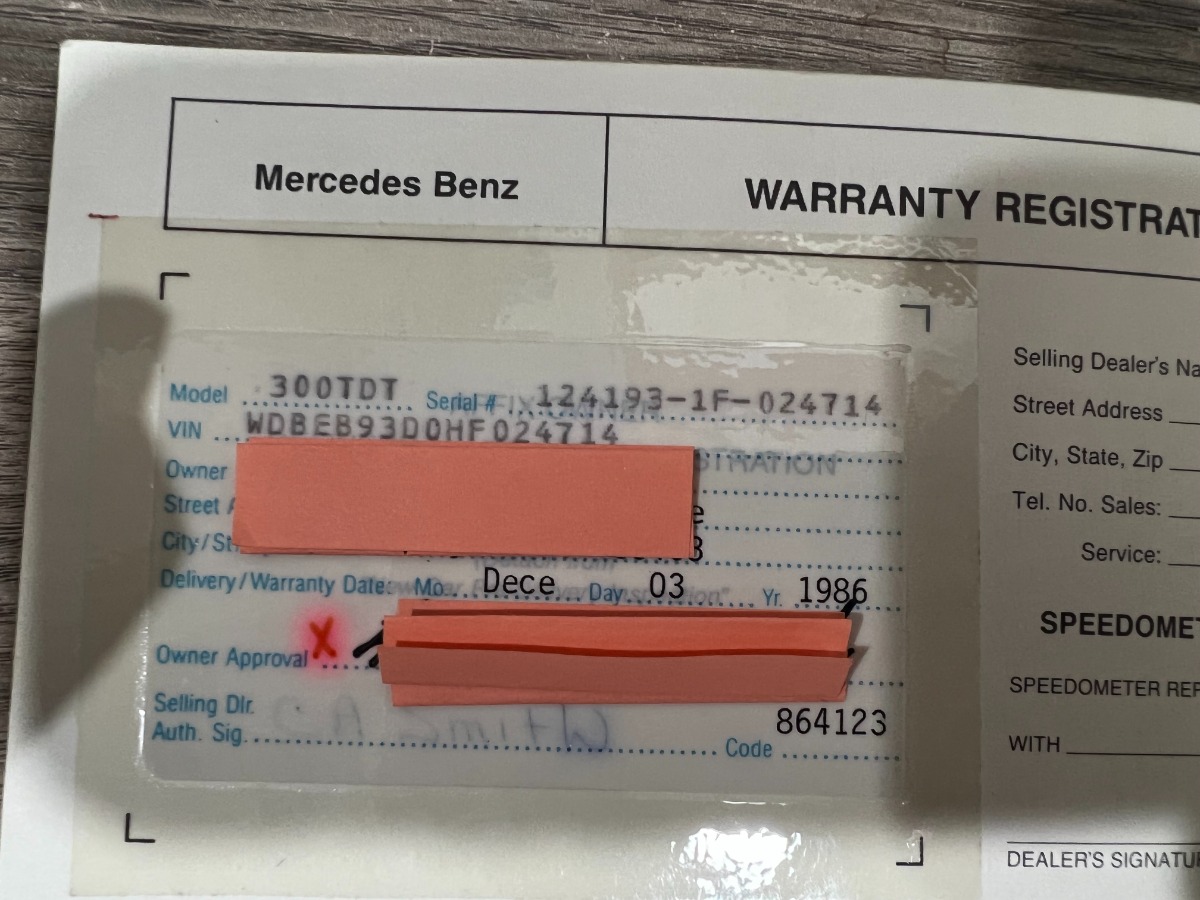 Mercedes Benz
WARRANTY REGISTRAT
Model 300TDT Serial # 124193-1F-024714
VIN WDBEB93D0HF024714
Owner
Street A
City/St
Delivery/Warranty Date: Mo. Dece Day 03 Yr. 1986
Owner Approval X
Selling Dlr.
Auth. Sig. Code 864123
Selling Dealer's Na
Street Address
City, State, Zip
Tel. No. Sales:
Service:
SPEEDOMET
SPEEDOMETER REP
WITH
DEALER'S SIGNATU